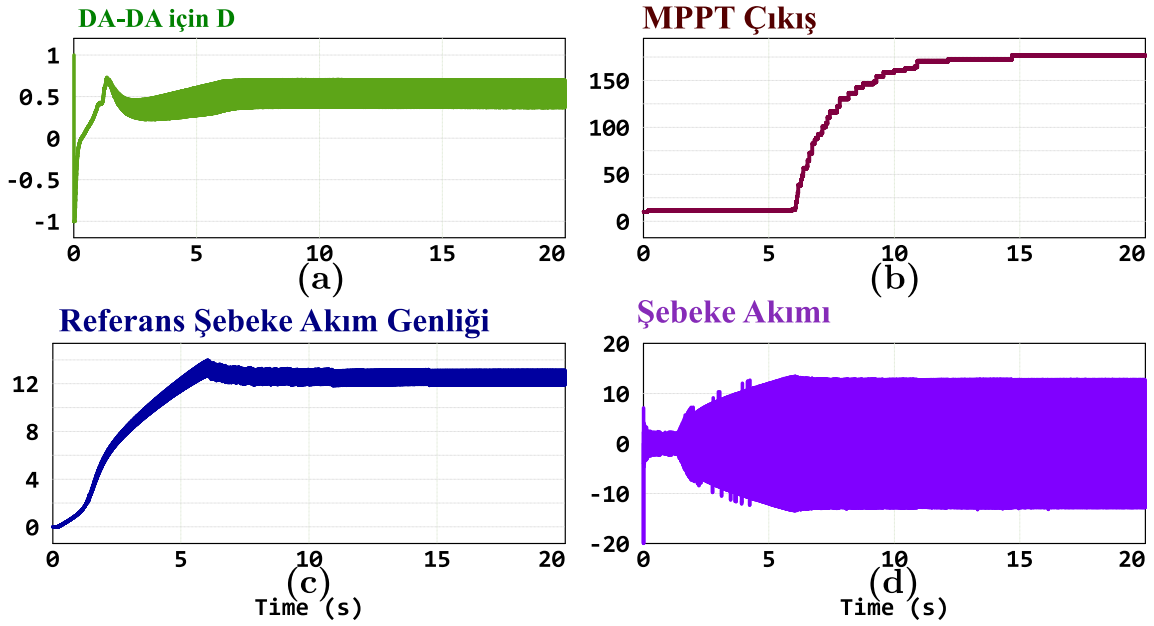 DA-DA için D
1
0.5
0
-0.5
-1
0 5 10 15 20
(a)
MPPT Çıkış
150
100
50
0
0 5 10 15 20
(b)
Referans Şebeke Akım Genliği
12
8
4
0
0 5 10 15 20
(c)
Time (s)
Şebeke Akımı
20
10
0
-10
-20
0 5 10 15 20
(d)
Time (s)